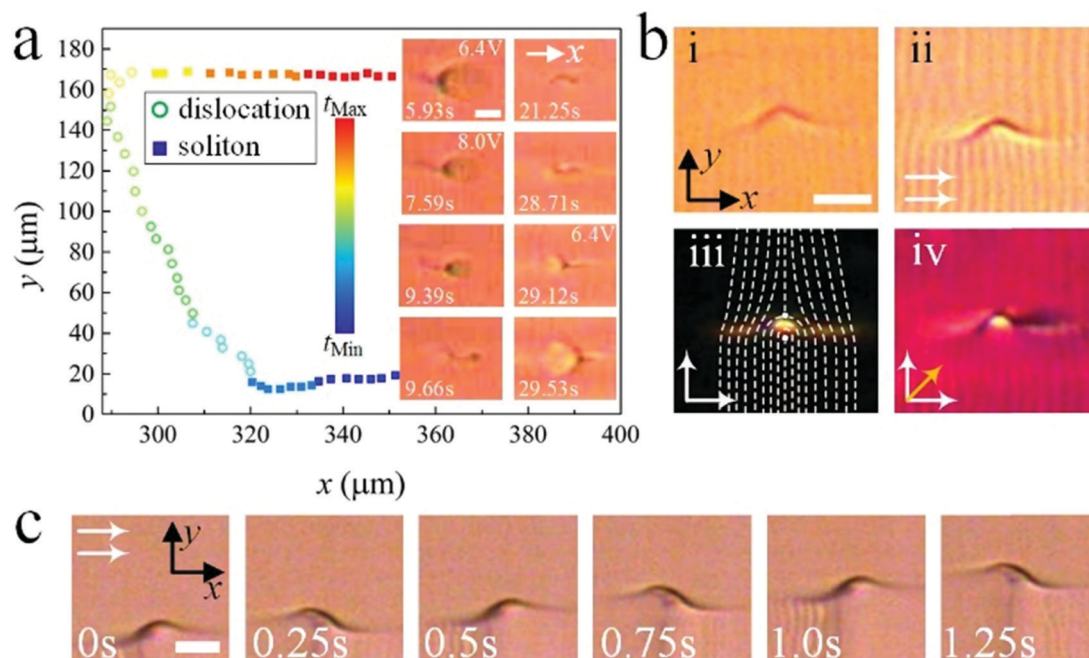 a
180
160
140
120
100
80
60
40
20
0
y (μm)
300
320
340
360
380
400
x (μm)
dislocation
soliton
tMax
tMin
6.4V
5.93s
x
21.25s
8.0V
7.59s
28.71s
9.39s
6.4V
29.12s
9.66s
29.53s
b
i
y
x
ii
iii
iv
c
y
x
0s
0.25s
0.5s
0.75s
1.0s
1.25s